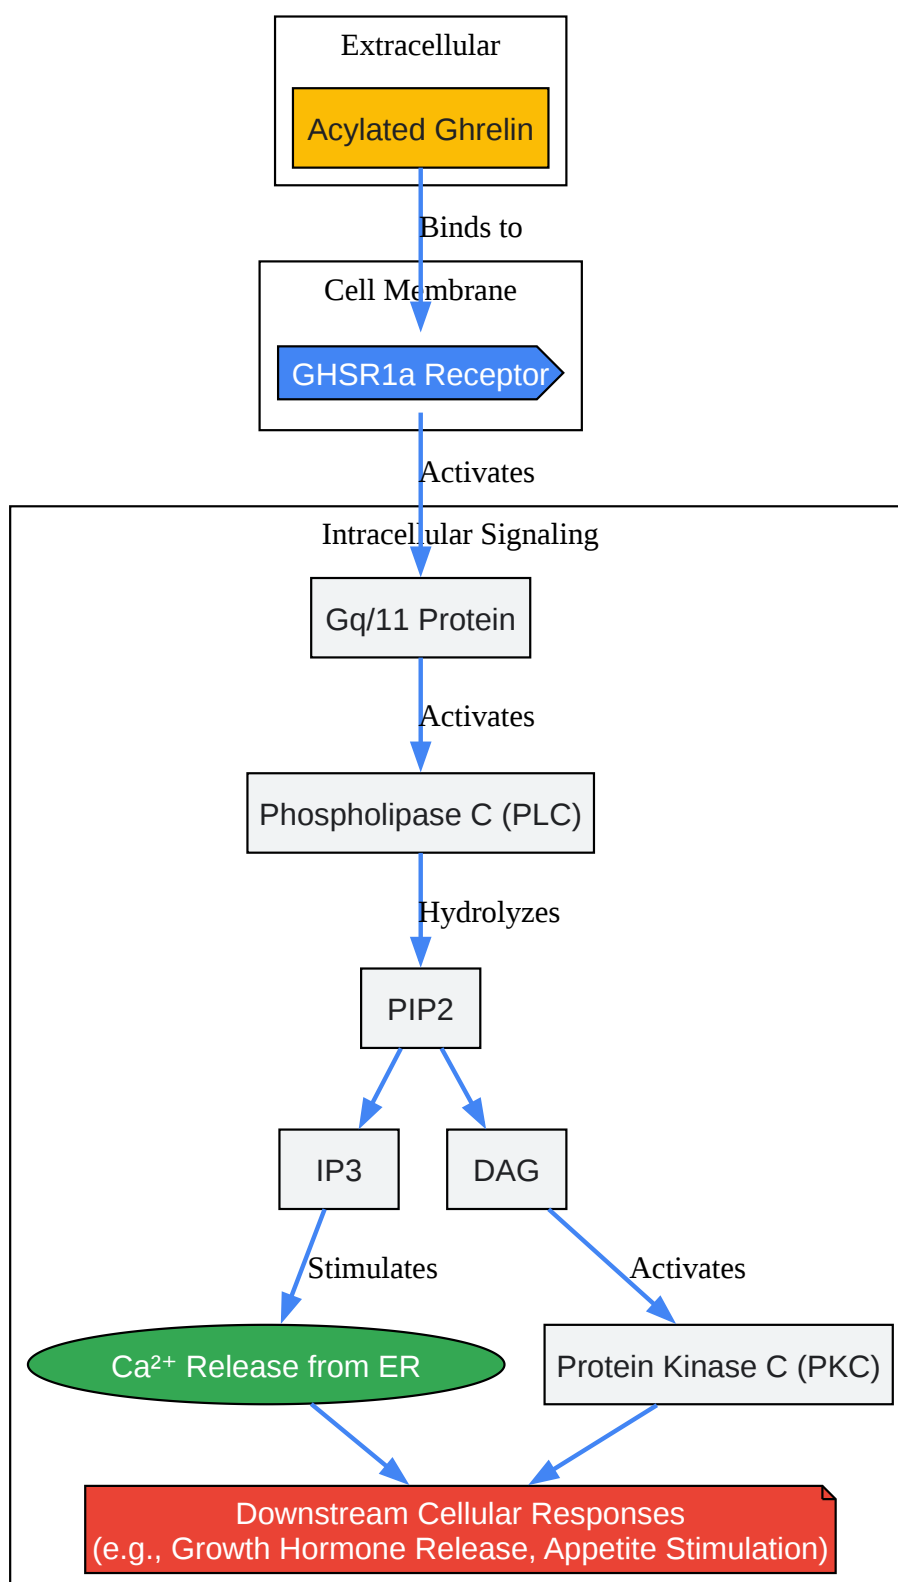 Extracellular
Acylated Ghrelin
Binds to
Cell Membrane
GHSR1a Receptor
Activates
Intracellular Signaling
Gq/11 Protein
Activates
Phospholipase C (PLC)
Hydrolyzes
PIP2
IP3
DAG
Stimulates
Activates
Ca²⁺ Release from ER
Protein Kinase C (PKC)
Downstream Cellular Responses
(e.g., Growth Hormone Release, Appetite Stimulation)